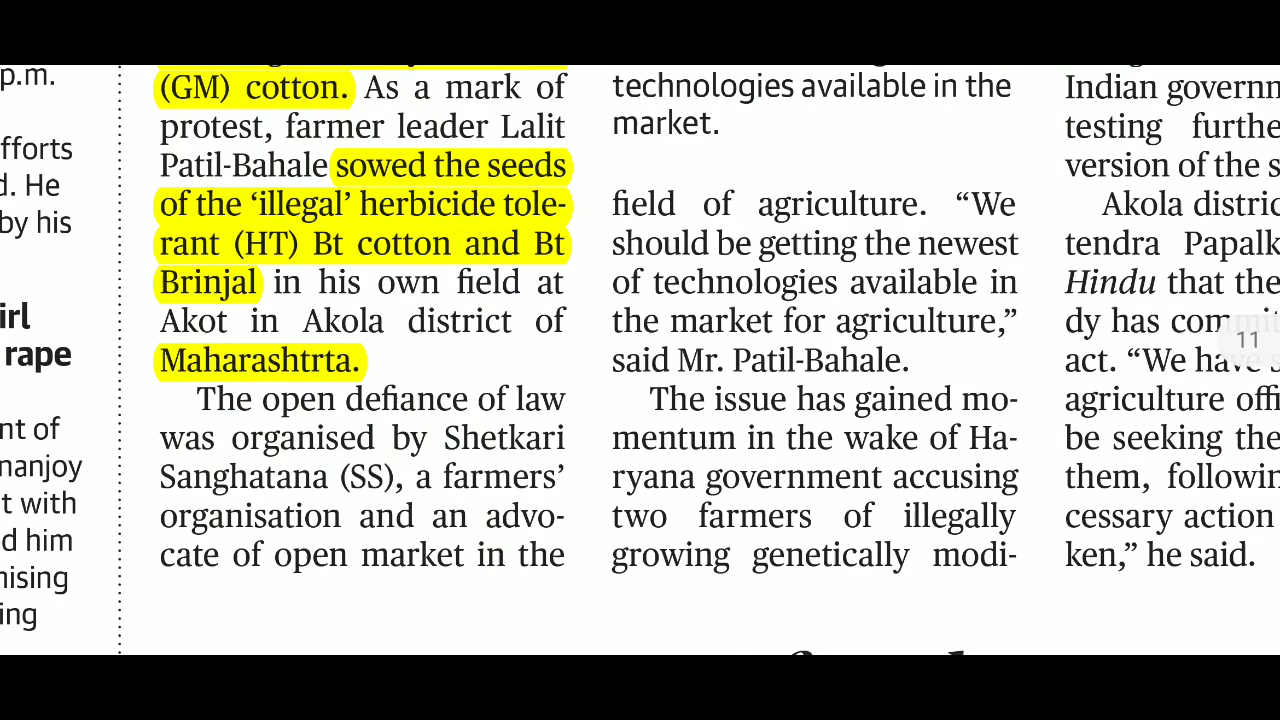 p.m.
fforts
d. He
by his
irl
rape
nt of
nanjoy
t with
d him
nising
ing
(GM) cotton. As a mark of
protest, farmer leader Lalit
Patil-Bahale sowed the seeds
of the ‘illegal’ herbicide tole-
rant (HT) Bt cotton and Bt
Brinjal in his own field at
Akot in Akola district of
Maharashtrta.
The open defiance of law
was organised by Shetkari
Sanghatana (SS), a farmers’
organisation and an advo-
cate of open market in the
technologies available in the
market.
field of agriculture. “We
should be getting the newest
of technologies available in
the market for agriculture,”
said Mr. Patil-Bahale.
The issue has gained mo-
mentum in the wake of Ha-
ryana government accusing
two farmers of illegally
growing genetically modi-
Indian governn
testing furthe
version of the s
Akola distric
tendra Papalk
Hindu that the
dy has commit
act. “We have s
agriculture offi
be seeking the
them, followin
cessary action
ken,” he said.
11